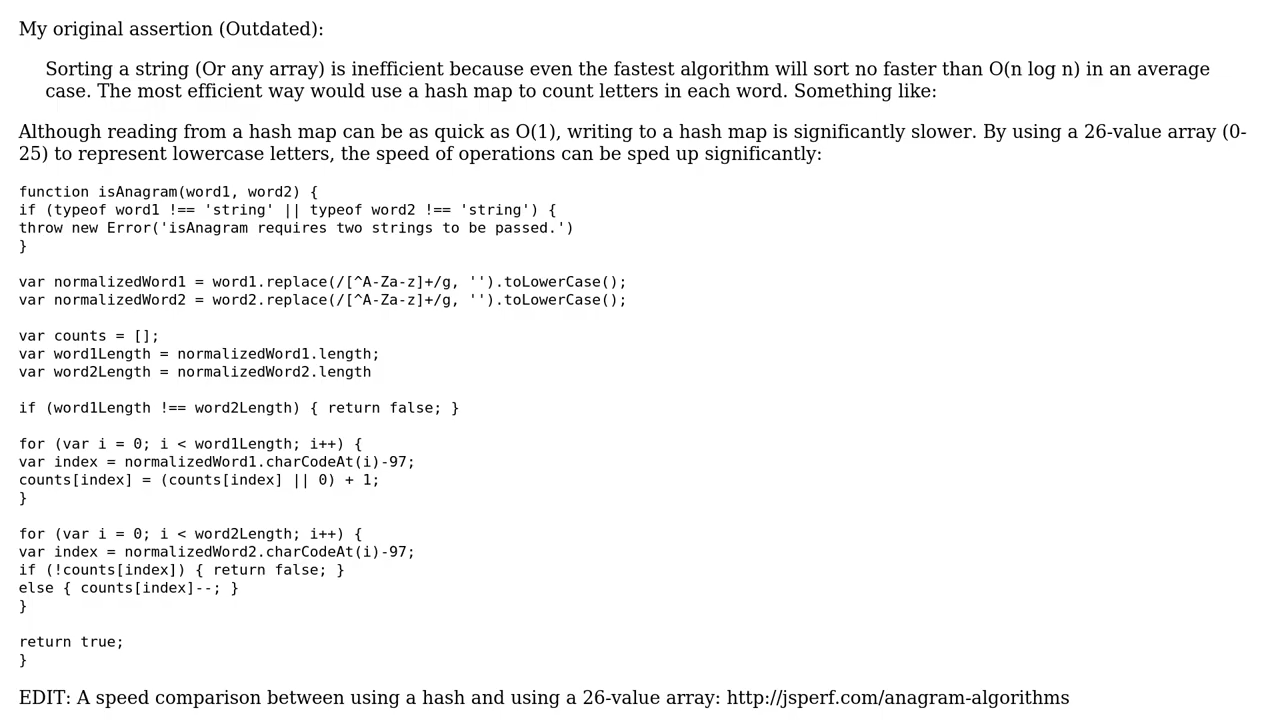 My original assertion (Outdated):
Sorting a string (Or any array) is inefficient because even the fastest algorithm will sort no faster than O(n log n) in an average
case. The most efficient way would use a hash map to count letters in each word. Something like:
Although reading from a hash map can be as quick as O(1), writing to a hash map is significantly slower. By using a 26-value array (0-
25) to represent lowercase letters, the speed of operations can be sped up significantly:
function isAnagram(word1, word2) {
if (typeof word1 !== 'string' || typeof word2 !== 'string') {
throw new Error('isAnagram requires two strings to be passed.')
}
var normalizedWord1 = word1.replace(/[^A-Za-z]+/g, '').toLowerCase();
var normalizedWord2 = word2.replace(/[^A-Za-z]+/g, '').toLowerCase();
var counts = [];
var word1Length = normalizedWord1.length;
var word2Length = normalizedWord2.length
if (word1Length !== word2Length) { return false; }
for (var i = 0; i < word1Length; i++) {
var index = normalizedWord1.charCodeAt(i)-97;
counts[index] = (counts[index] || 0) + 1;
}
for (var i = 0; i < word2Length; i++) {
var index = normalizedWord2.charCodeAt(i)-97;
if (!counts[index]) { return false; }
else { counts[index]--; }
}
return true;
}
EDIT: A speed comparison between using a hash and using a 26-value array: http://jsperf.com/anagram-algorithms